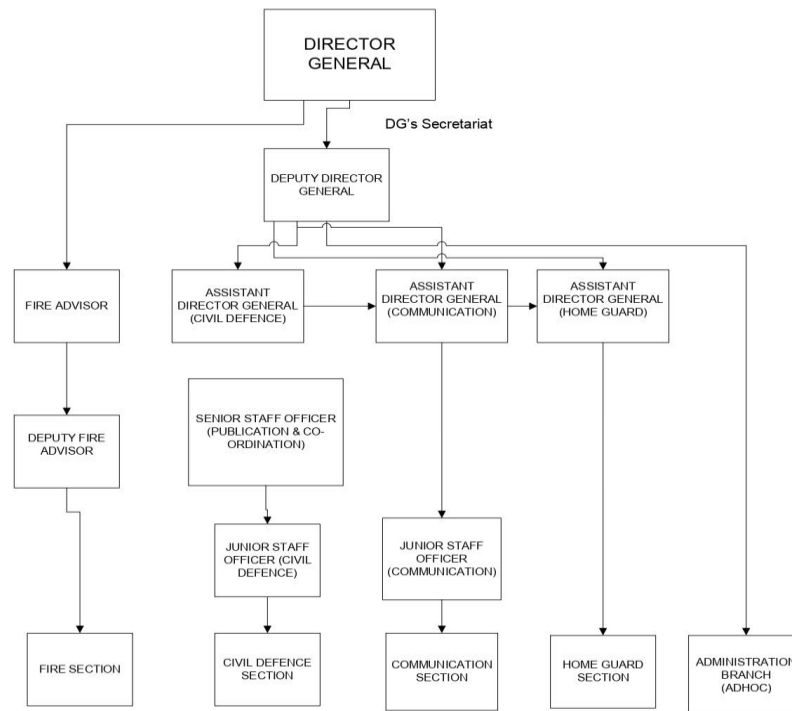 DIRECTOR
GENERAL
DG's Secretariat
DEPUTY DIRECTOR
GENERAL
FIRE ADVISOR
ASSISTANT
DIRECTOR GENERAL
(CIVIL DEFENCE)
ASSISTANT
DIRECTOR GENERAL
(COMMUNICATION)
ASSISTANT
DIRECTOR GENERAL
(HOME GUARD)
DEPUTY FIRE
ADVISOR
SENIOR STAFF OFFICER
(PUBLICATION & CO-
ORDINATION)
JUNIOR STAFF
OFFICER (CIVIL
DEFENCE)
JUNIOR STAFF
OFFICER
(COMMUNICATION)
FIRE SECTION
CIVIL DEFENCE
SECTION
COMMUNICATION
SECTION
HOME GUARD
SECTION
ADMINISTRATION
BRANCH
(ADHOC)